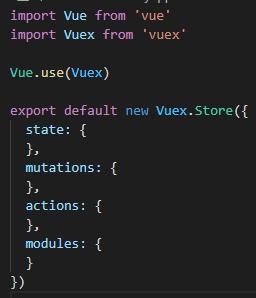 import Vue from 'vue'
import Vuex from 'vuex'
Vue.use(Vuex)
export default new Vuex.Store({
state: {
},
mutations: {
},
actions: {
},
modules: {
}
})